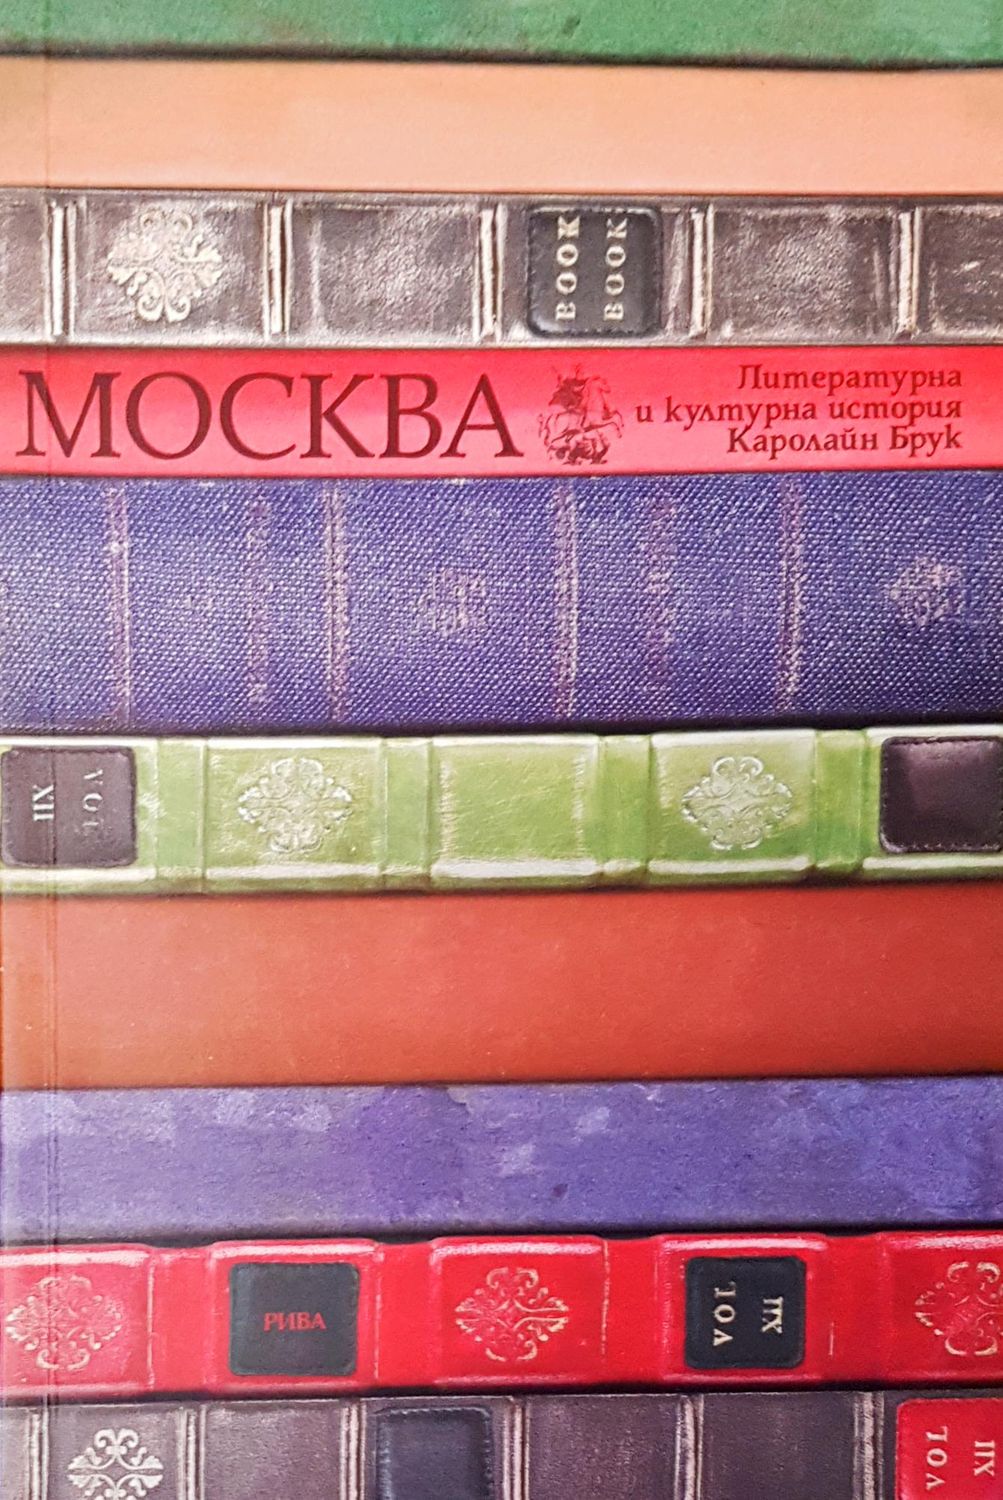 BOOK
BOOK
МОСКВА
Литературна
и културна история
Каролайн Брук
VOL
XII
РИВА
VOL
XII
VOL
XII